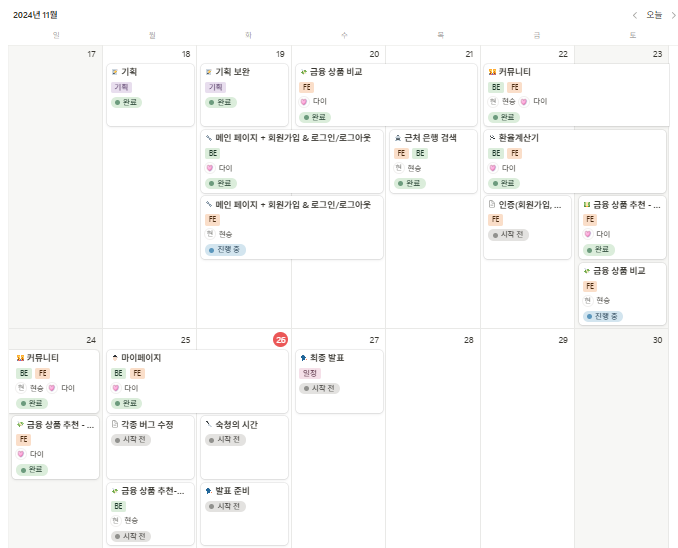 2024년 11월
오늘
일 월 화 수 목 금 토
17 18 19 20 21 22 23
기획
기획
완료
기획 보완
기획
완료
금융 상품 비교
FE
다이
완료
커뮤니티
BE FE
현 현승 다이
완료
메인 페이지 + 회원가입 & 로그인/로그아웃
BE
다이
완료
근처 은행 검색
FE BE
현 현승
완료
환율계산기
BE FE
다이
완료
메인 페이지 + 회원가입 & 로그인/로그아웃
FE
현 현승
진행 중
인증(회원가입, ...
FE
시작 전
금융 상품 추천 - ...
FE
다이
완료
금융 상품 비교
FE
현 현승
진행 중
24 25 26 27 28 29 30
커뮤니티
BE FE
현 현승 다이
완료
마이페이지
BE FE
다이
완료
최종 발표
일정
시작 전
금융 상품 추천 - ...
FE
다이
완료
각종 버그 수정
시작 전
숙청의 시간
시작 전
금융 상품 추천-...
BE
현 현승
시작 전
발표 준비
시작 전